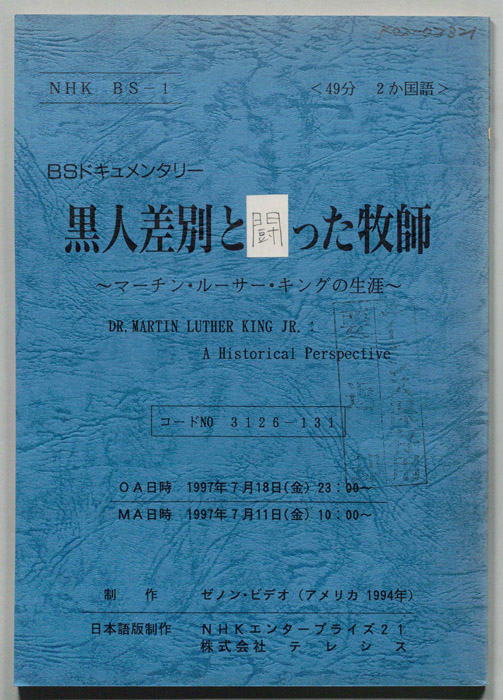 NHK BS－1 ＜49分 2か国語＞
BSドキュメンタリー
黒人差別と闘った牧師
～マーチン・ルーサー・キングの生涯～
DR.MARTIN LUTHER KING JR.:
A Historical Perspective
コードNO 3126－131
OA日時 1997年7月18日(金) 23：00～
MA日時 1997年7月11日(金) 10：00～
制作 ゼノン・ビデオ（アメリカ 1994年）
日本語版制作 NHKエンタープライズ21
株式会社 テレシス